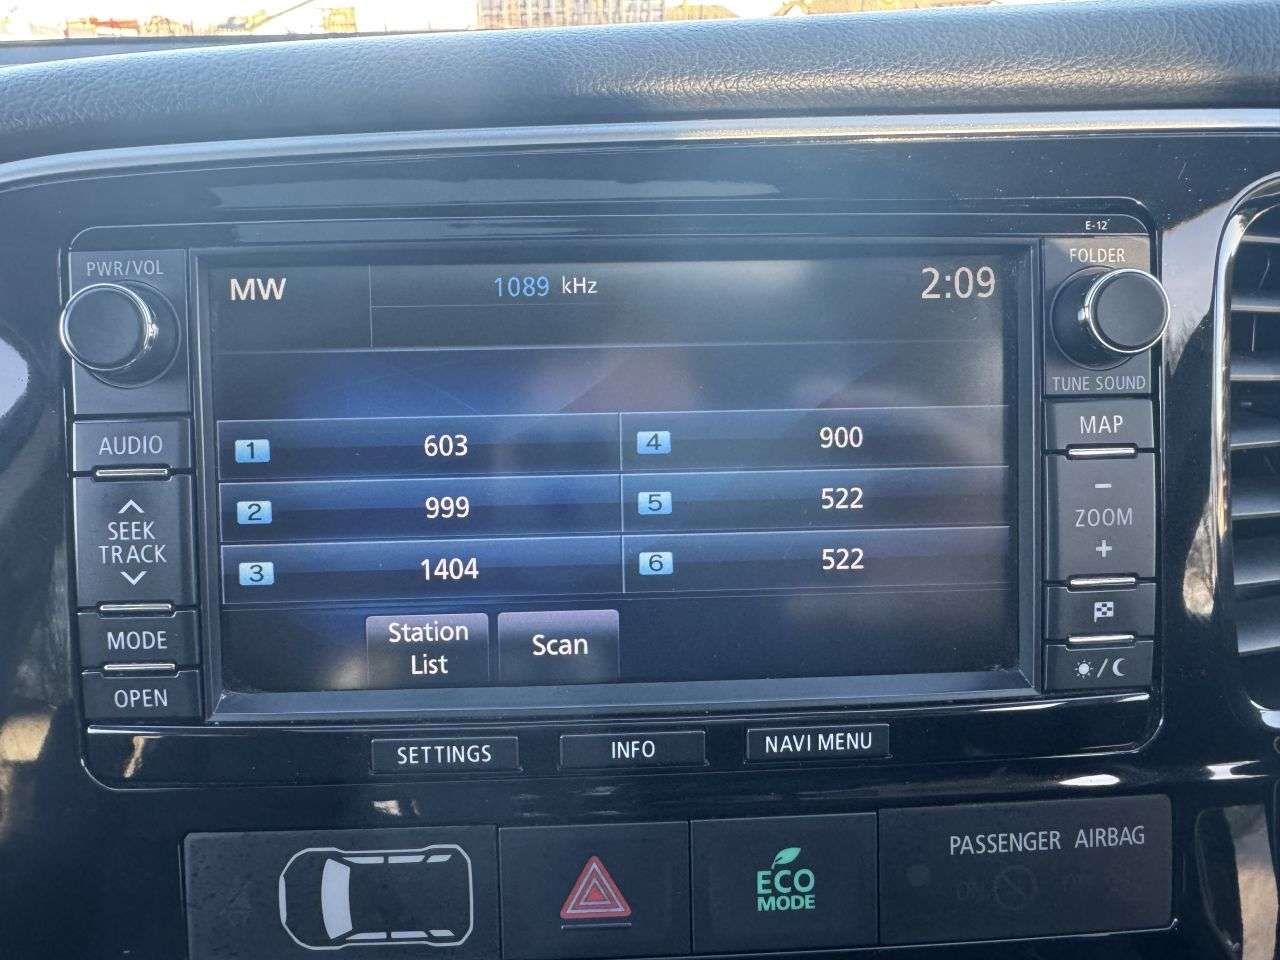 E-12
PWR/VOL
FOLDER
MW
1089 kHz
2:09
TUNE SOUND
AUDIO
MAP
1 603
4 900
2 999
5 522
3 1404
6 522
SEEK
TRACK
ZOOM
Station
List
Scan
MODE
OPEN
SETTINGS
INFO
NAVI MENU
PASSENGER AIRBAG
ECO
MODE